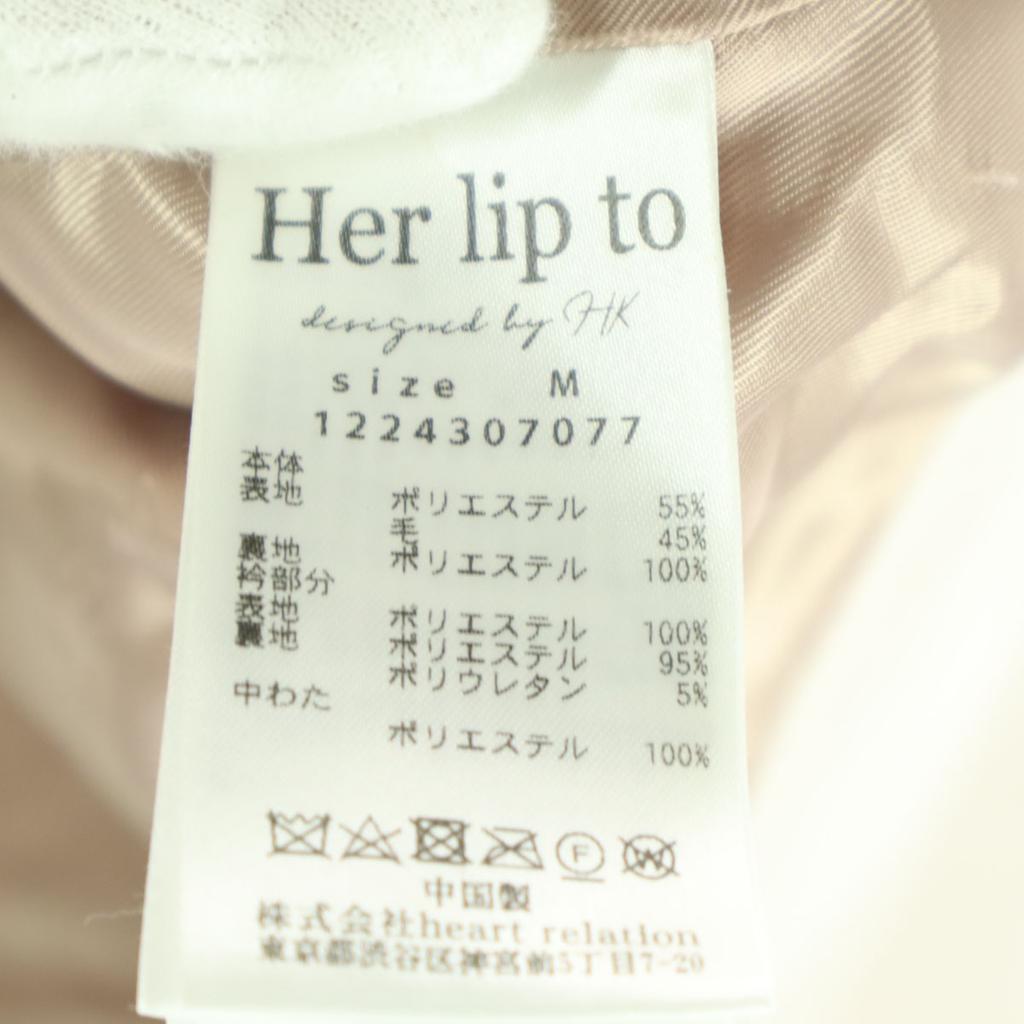 Her lip to
designed by HK
size M
1224307077
本体
表地 ポリエステル 55%
毛 45%
裏地 ポリエステル 100%
衿部分
表地 ポリエステル 100%
裏地 ポリエステル 95%
ポリウレタン 5%
中わた
ポリエステル 100%
F W
中国製
株式会社heart relation
東京都渋谷区神宮前5丁目7-20